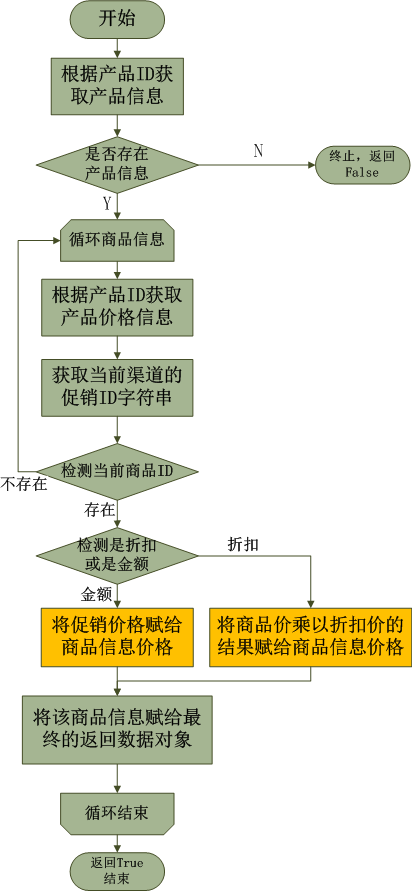 开始
根据产品ID获
取产品信息
是否存在
产品信息
N
终止，返回
False
Y
循环商品信息
根据产品ID获取
产品价格信息
获取当前渠道的
促销ID字符串
检测当前商品ID
不存在
存在
检测是折扣
或是金额
折扣
金额
将促销价格赋给
商品信息价格
将商品价乘以折扣价的
结果赋给商品信息价格
将该商品信息赋给最
终的返回数据对象
循环结束
返回True
结束